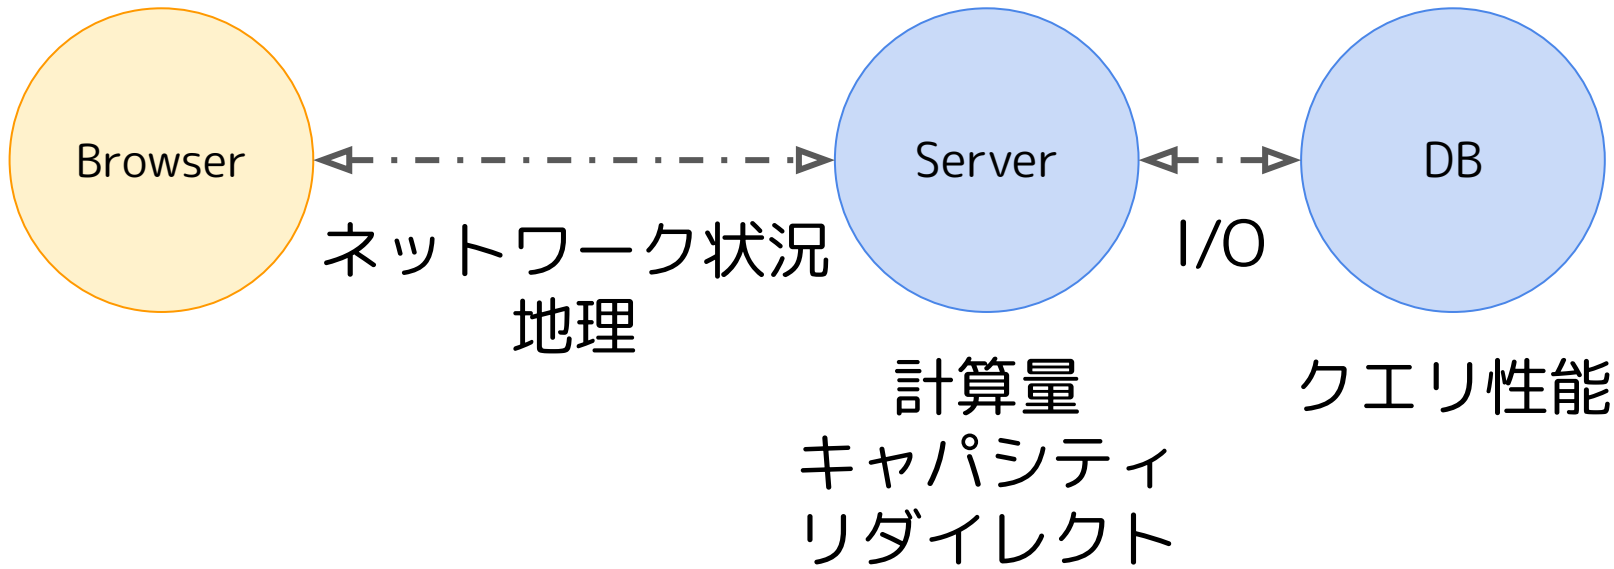 Browser
Server
DB
ネットワーク状況
地理
I/O
計算量
キャパシティ
リダイレクト
クエリ性能